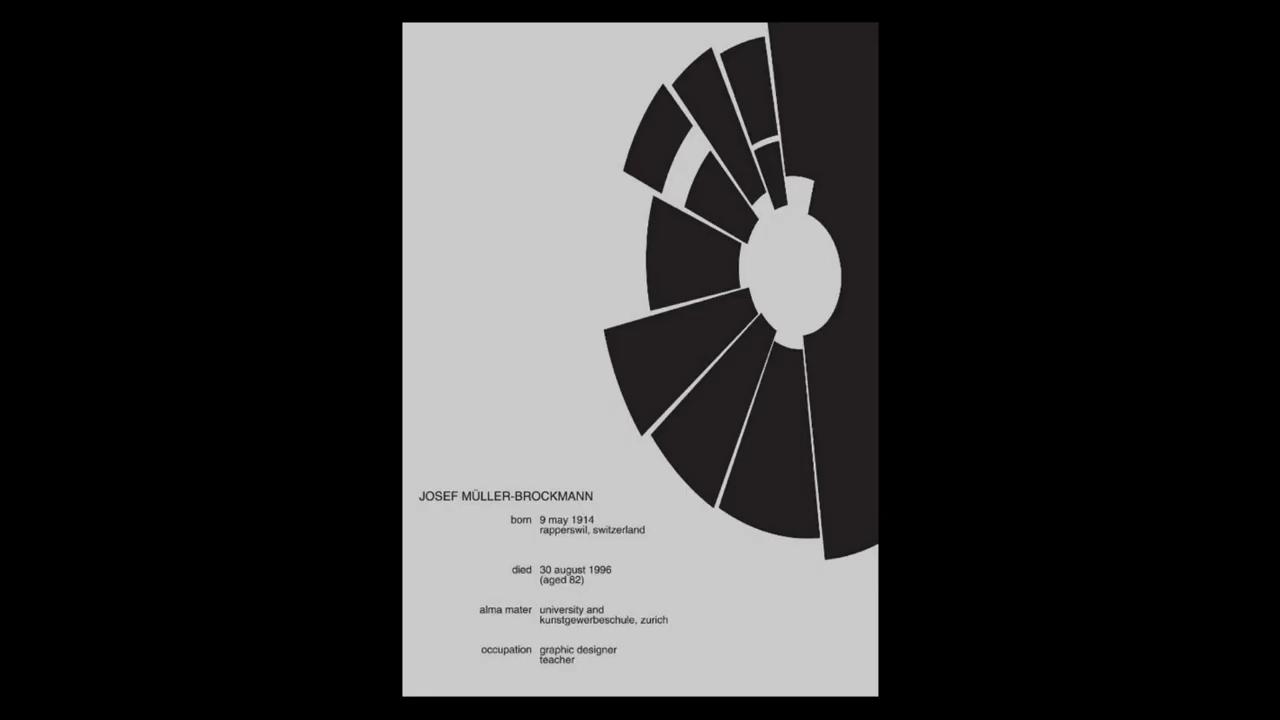 JOSEF MÜLLER-BROCKMANN
born 9 may 1914
rapperswil, switzerland
died 30 august 1996
(aged 82)
alma mater university and
kunstgewerbeschule, zurich
occupation graphic designer
teacher